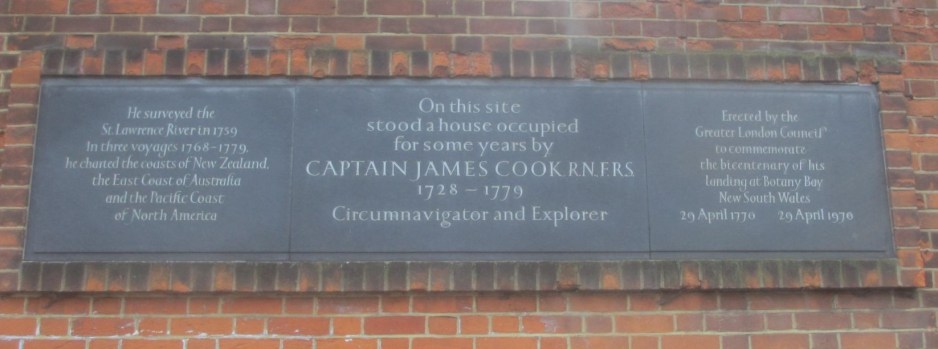 He surveyed the
St. Lawrence River in 1759
In three voyages 1768-1779,
he charted the coasts of New Zealand,
the East Coast of Australia
and the Pacific Coast
of North America
On this site
stood a house occupied
for some years by
CAPTAIN JAMES COOK R.N.,F.R.S.
1728 – 1779
Circumnavigator and Explorer
Erected by the
Greater London Council
to commemorate
the bicentenary of his
landing at Botany Bay
New South Wales
29 April 1770 29 April 1970